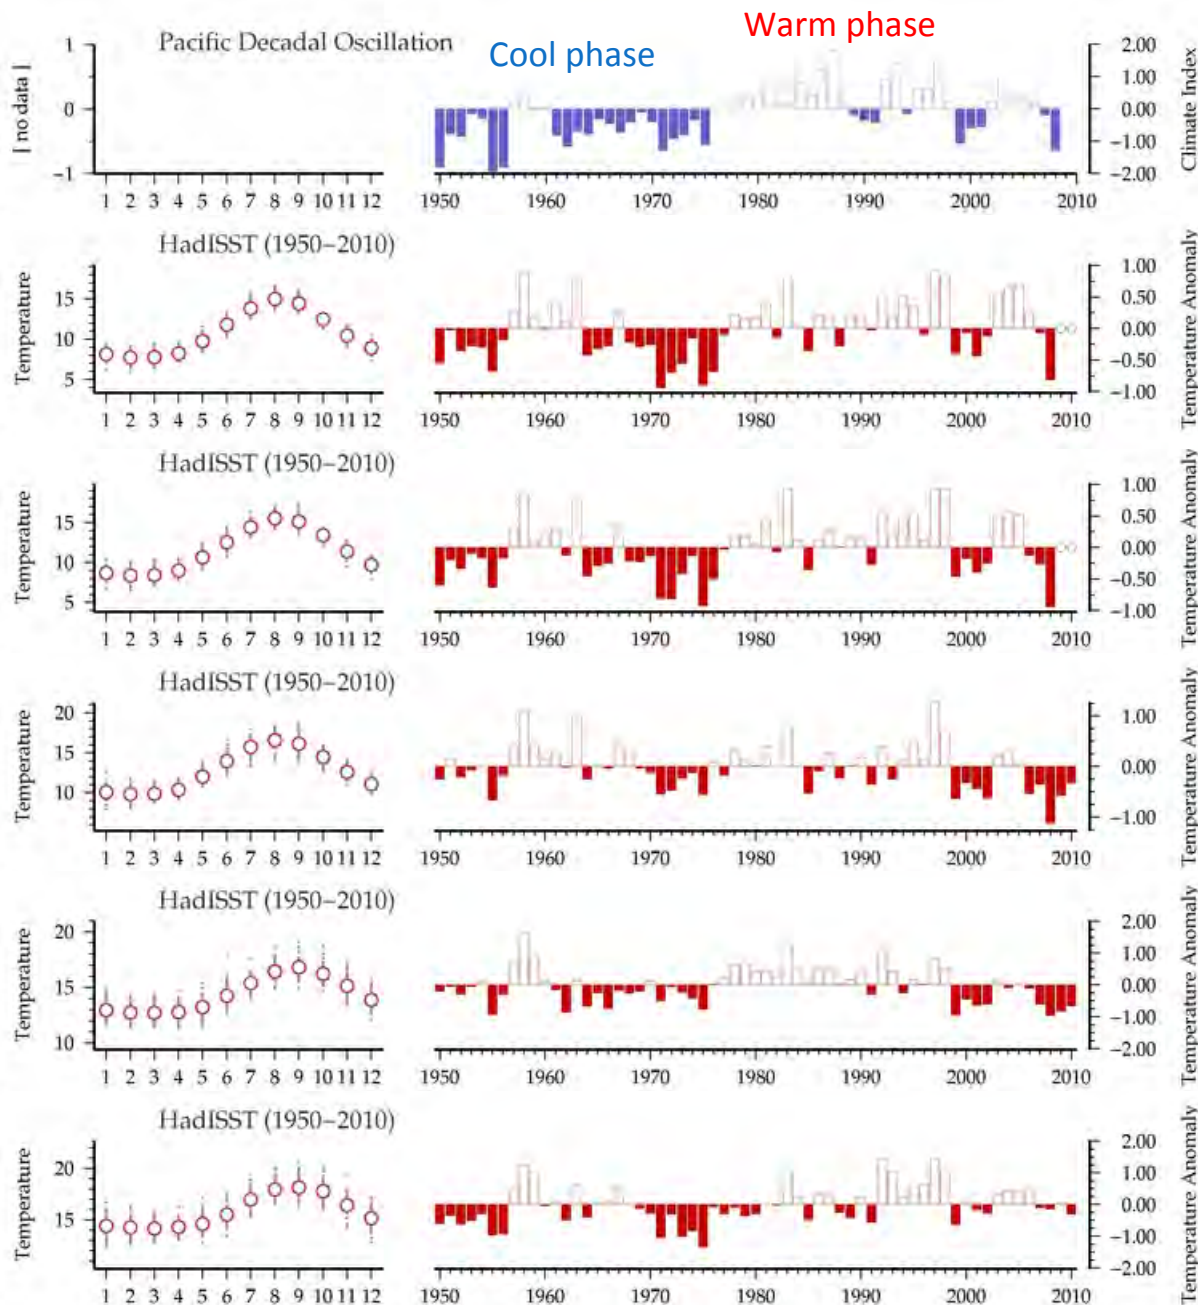 Warm phase
Pacific Decadal Oscillation
Cool phase
[ no data ]
1
0
−1
1 2 3 4 5 6 7 8 9 10 11 12
1950 1960 1970 1980 1990 2000 2010
2.00
1.00
0.00
−1.00
−2.00
Climate Index
HadISST (1950−2010)
Temperature
15
10
5
1 2 3 4 5 6 7 8 9 10 11 12
1950 1960 1970 1980 1990 2000 2010
1.00
0.50
0.00
−0.50
−1.00
Temperature Anomaly
HadISST (1950−2010)
Temperature
15
10
5
1 2 3 4 5 6 7 8 9 10 11 12
1950 1960 1970 1980 1990 2000 2010
1.00
0.50
0.00
−0.50
−1.00
Temperature Anomaly
HadISST (1950−2010)
Temperature
20
15
10
1 2 3 4 5 6 7 8 9 10 11 12
1950 1960 1970 1980 1990 2000 2010
1.00
0.00
−1.00
Temperature Anomaly
HadISST (1950−2010)
Temperature
20
15
10
1 2 3 4 5 6 7 8 9 10 11 12
1950 1960 1970 1980 1990 2000 2010
2.00
1.00
0.00
−1.00
−2.00
Temperature Anomaly
HadISST (1950−2010)
Temperature
20
15
1 2 3 4 5 6 7 8 9 10 11 12
1950 1960 1970 1980 1990 2000 2010
2.00
1.00
0.00
−1.00
−2.00
Temperature Anomaly